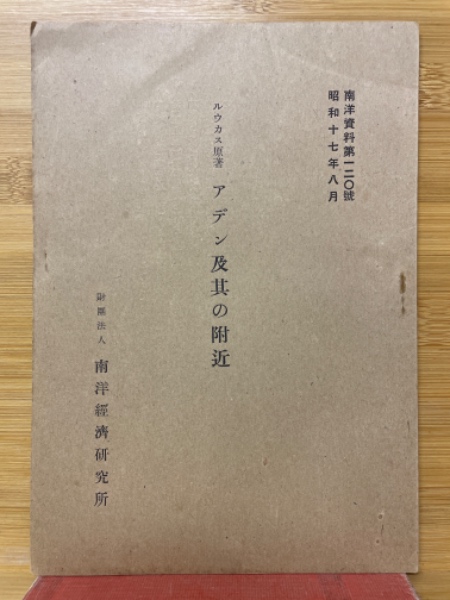 南洋資料第一二〇號
昭和十七年八月
ルウカス原著 アデン及其の附近
財團法人 南洋經濟硏究所